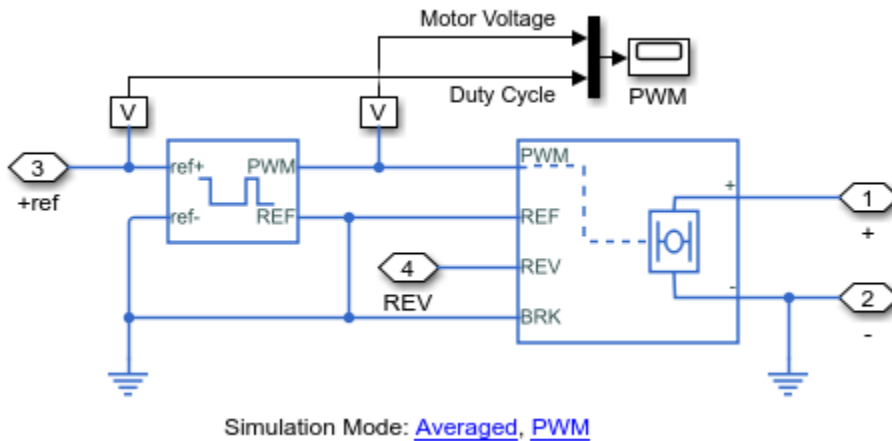 Motor Voltage
Duty Cycle
PWM
V
V
3
+ref
ref+
PWM
ref-
REF
PWM
REF
REV
BRK
4
REV
+
-
1
+
2
-
Simulation Mode: Averaged, PWM